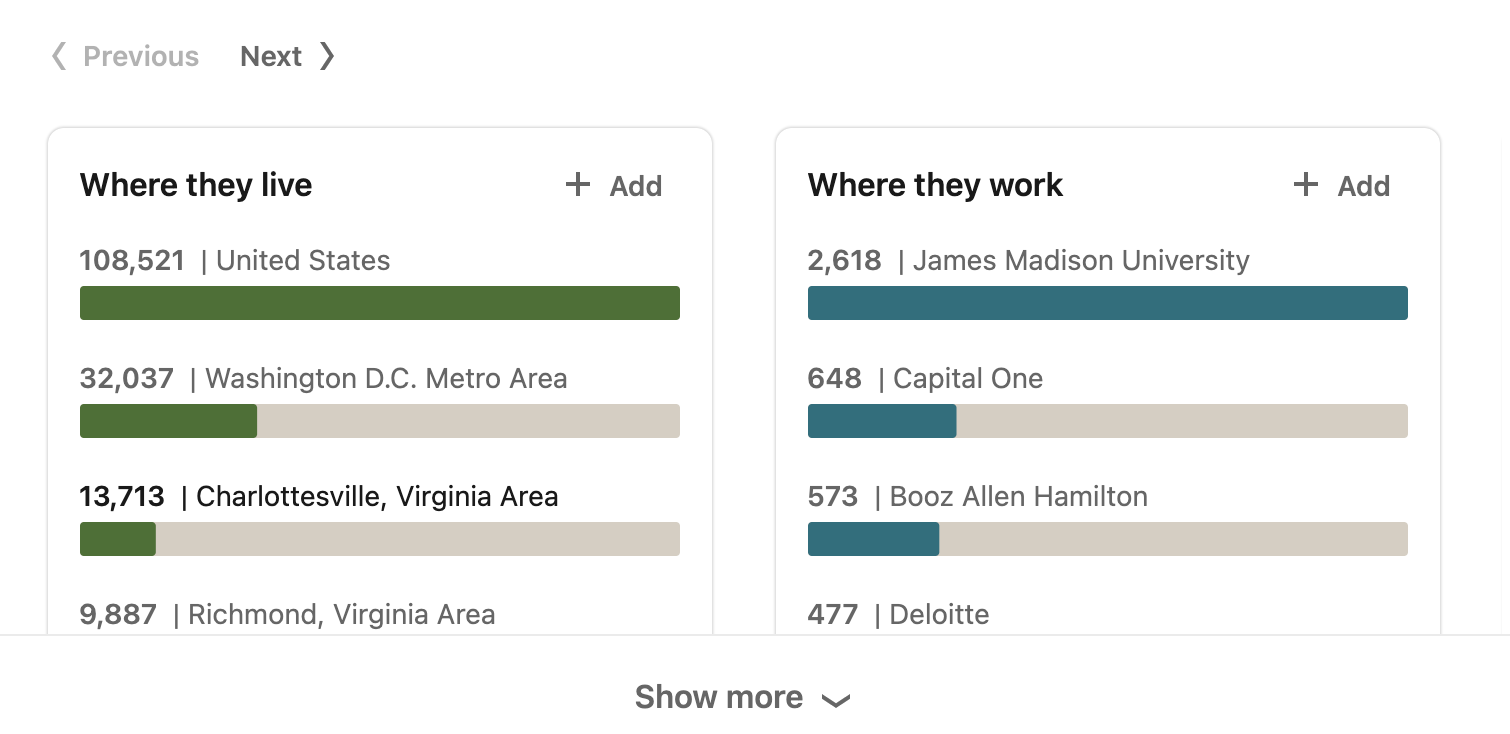 Previous Next
Where they live
+ Add
108,521 | United States
32,037 | Washington D.C. Metro Area
13,713 | Charlottesville, Virginia Area
9,887 | Richmond, Virginia Area
Where they work
+ Add
2,618 | James Madison University
648 | Capital One
573 | Booz Allen Hamilton
477 | Deloitte
Show more